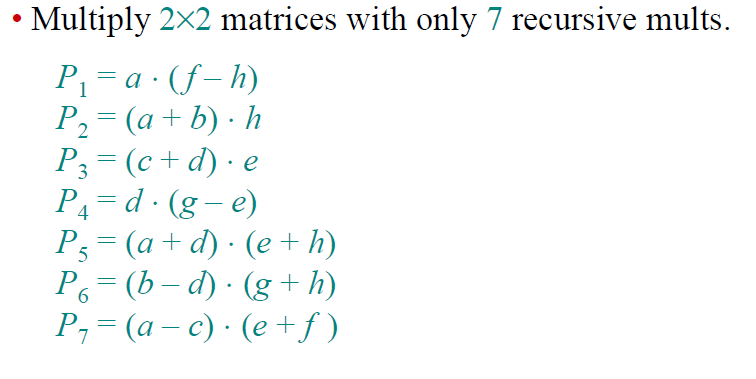 • Multiply 2×2 matrices with only 7 recursive mults.
P₁ = a · (f – h)
P₂ = (a + b) · h
P₃ = (c + d) · e
P₄ = d · (g – e)
P₅ = (a + d) · (e + h)
P₆ = (b – d) · (g + h)
P₇ = (a – c) · (e + f )